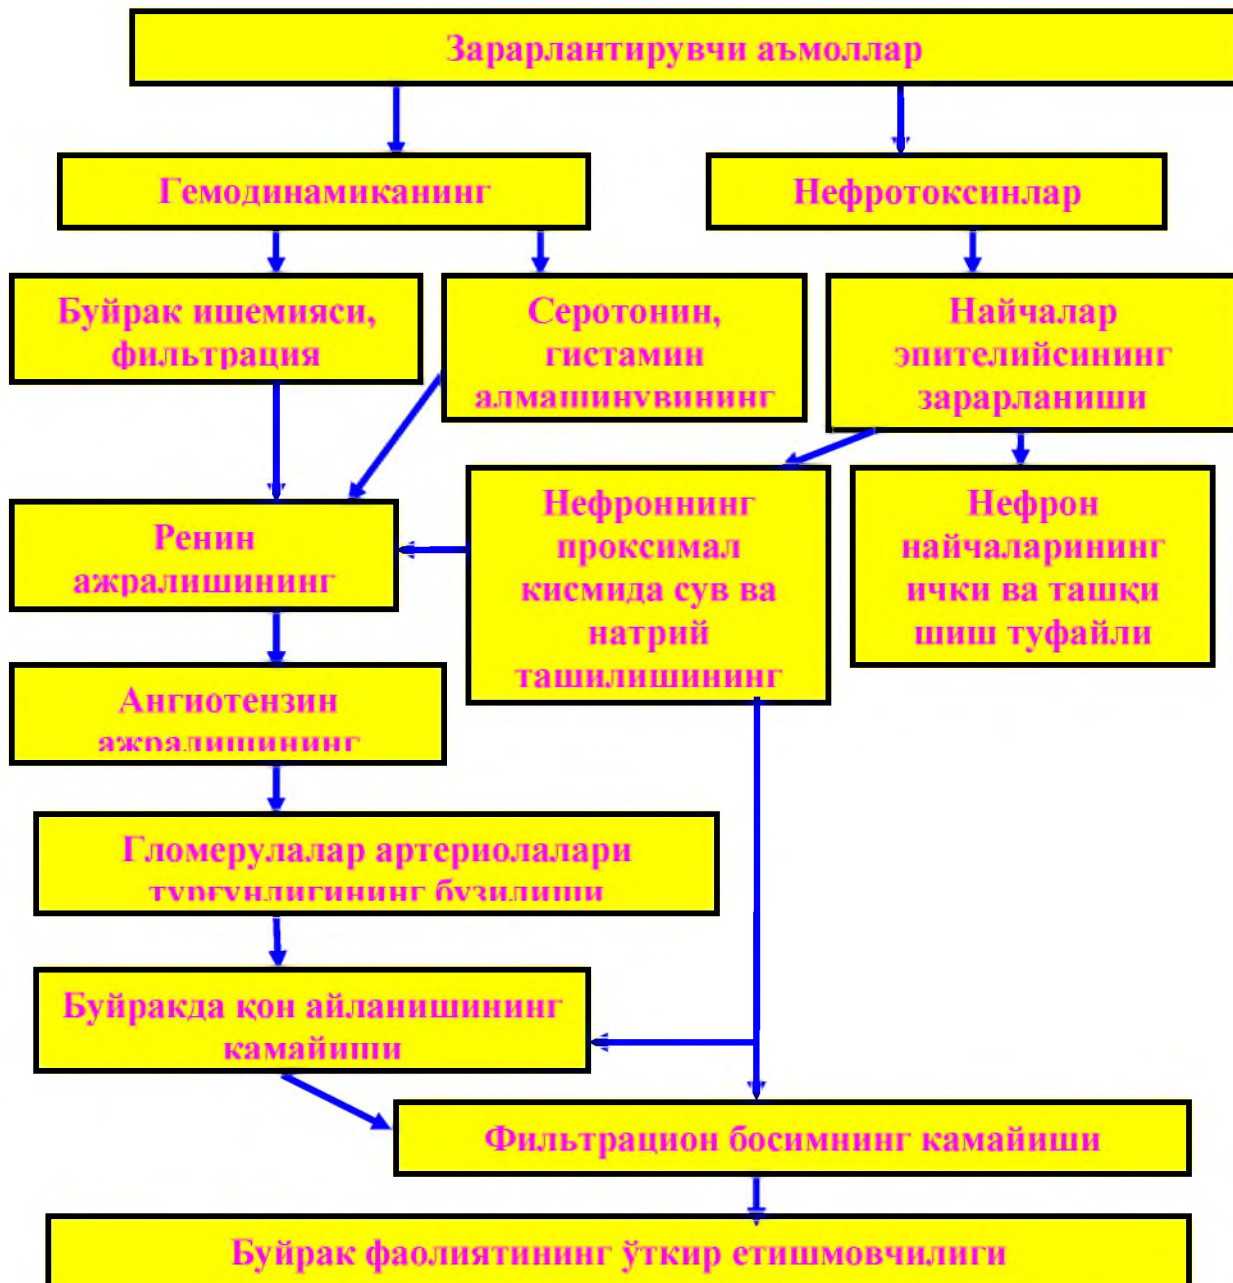 Зарарлантирувчи аъмоллар
Гемодинамиканинг
Нефротоксинлар
Буйрак ишемияси,
фильтрация
Серотонин,
гистамин
алмашинувининг
Найчалар
эпителийсининг
зарарланиши
Ренин
ажралишининг
Нефроннинг
проксимал
кисмида сув ва
натрий
ташилишининг
Нефрон
найчаларининг
ички ва ташқи
шиш туфайли
Ангиотензин
ажралишининг
Гломерулалар артериолалари
турғунлигининг бузилиши
Буйракда қон айланишининг
камайиши
Фильтрацион босимнинг камайиши
Буйрак фаолиятининг ўткир етишмовчилиги